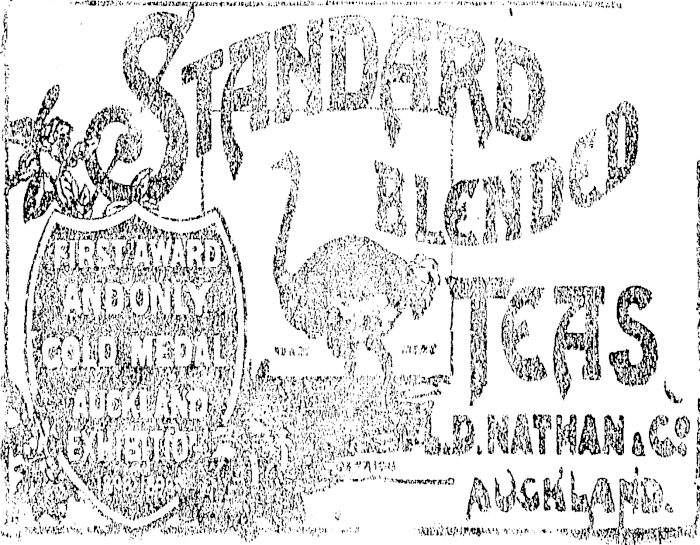 STANDARD
BLENDED
TEAS
FIRST AWARD
AND ONLY
GOLD MEDAL
AUCKLAND
EXHIBITION
L.D. NATHAN & Co
AUCKLAND.